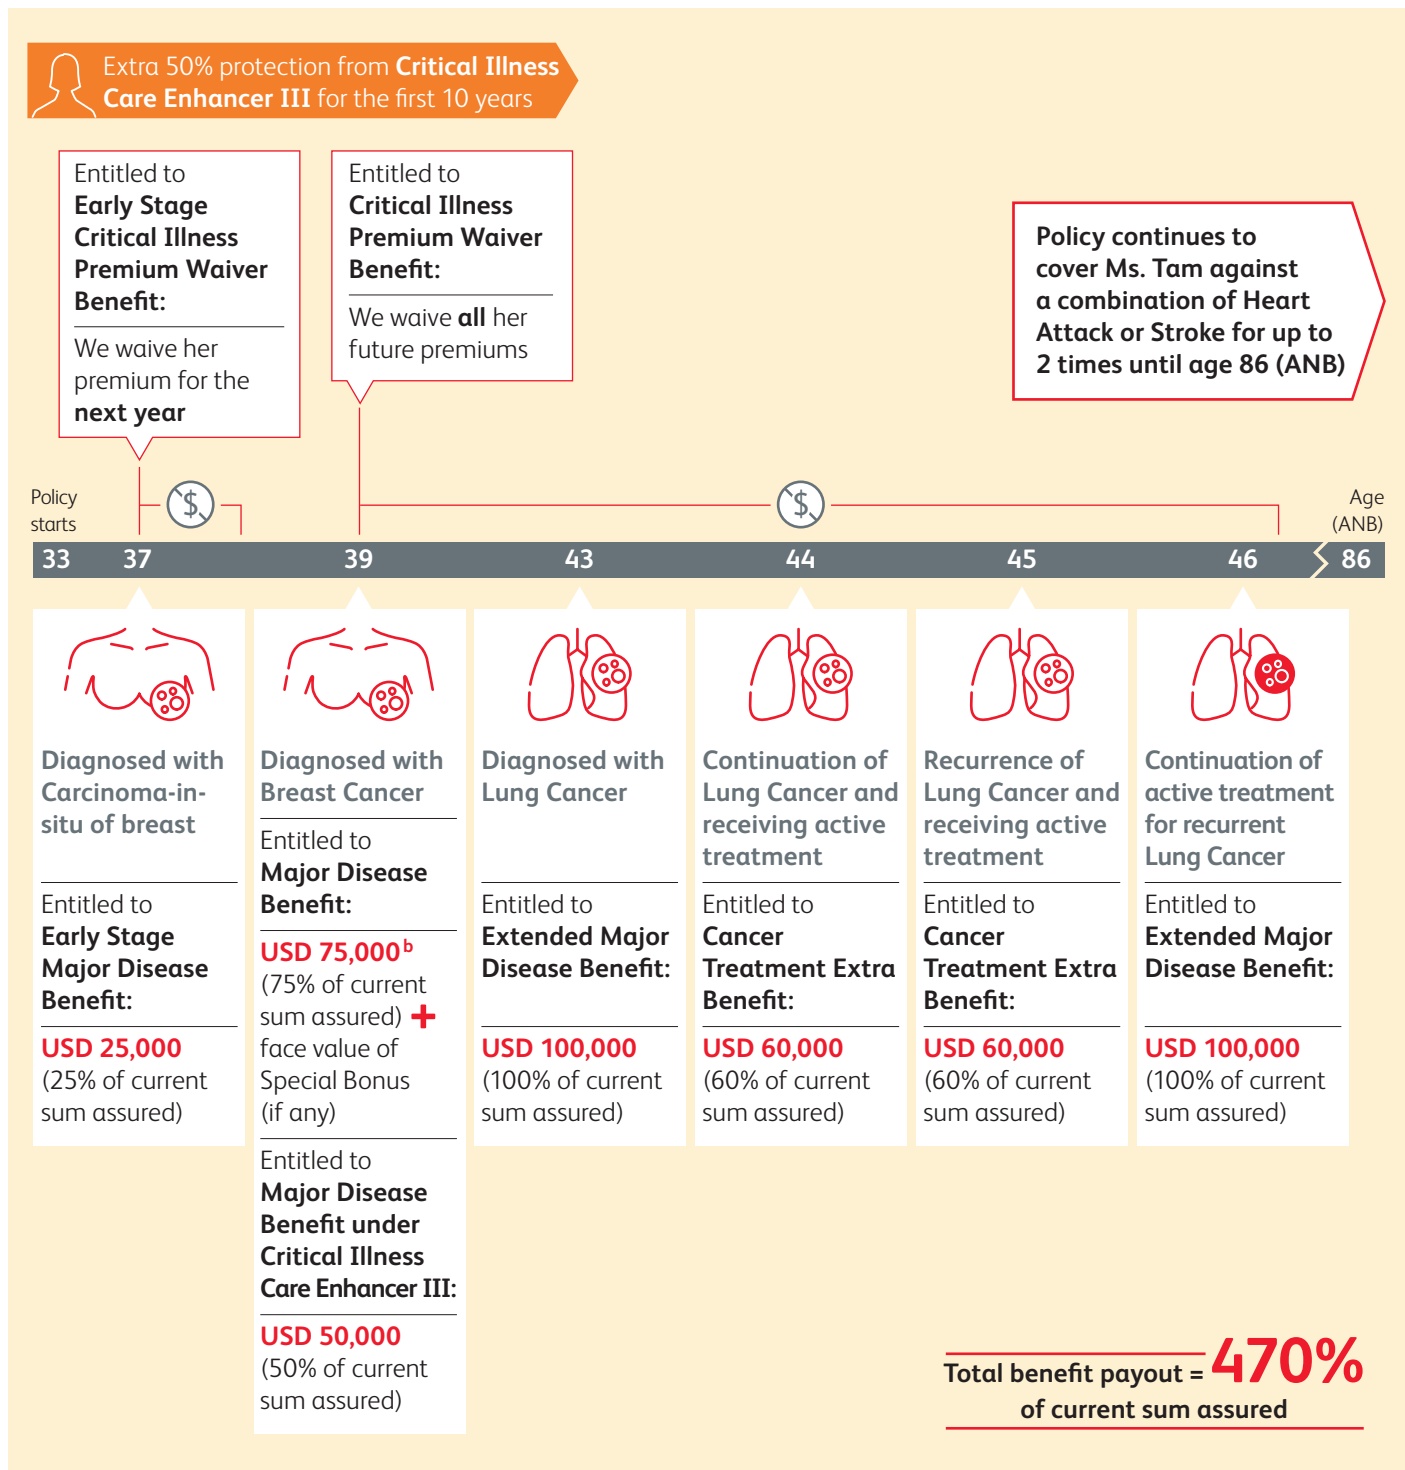 Extra 50% protection from Critical Illness
Care Enhancer III for the first 10 years
Entitled to
Early Stage
Critical Illness
Premium Waiver
Benefit:
We waive her
premium for the
next year
Entitled to
Critical Illness
Premium Waiver
Benefit:
We waive all her
future premiums
Policy continues to
cover Ms. Tam against
a combination of Heart
Attack or Stroke for up to
2 times until age 86 (ANB)
Policy
starts
$
$
Age
(ANB)
33 37 39 43 44 45 46 86
Diagnosed with
Carcinoma-in-
situ of breast
Entitled to
Early Stage
Major Disease
Benefit:
USD 25,000
(25% of current
sum assured)
Diagnosed with
Breast Cancer
Entitled to
Major Disease
Benefit:
USD 75,000b
(75% of current
sum assured) +
face value of
Special Bonus
(if any)
Entitled to
Major Disease
Benefit under
Critical Illness
Care Enhancer III:
USD 50,000
(50% of current
sum assured)
Diagnosed with
Lung Cancer
Entitled to
Extended Major
Disease Benefit:
USD 100,000
(100% of current
sum assured)
Continuation of
Lung Cancer and
receiving active
treatment
Entitled to
Cancer
Treatment Extra
Benefit:
USD 60,000
(60% of current
sum assured)
Recurrence of
Lung Cancer and
receiving active
treatment
Entitled to
Cancer
Treatment Extra
Benefit:
USD 60,000
(60% of current
sum assured)
Continuation of
active treatment
for recurrent
Lung Cancer
Entitled to
Extended Major
Disease Benefit:
USD 100,000
(100% of current
sum assured)
Total benefit payout = 470%
of current sum assured